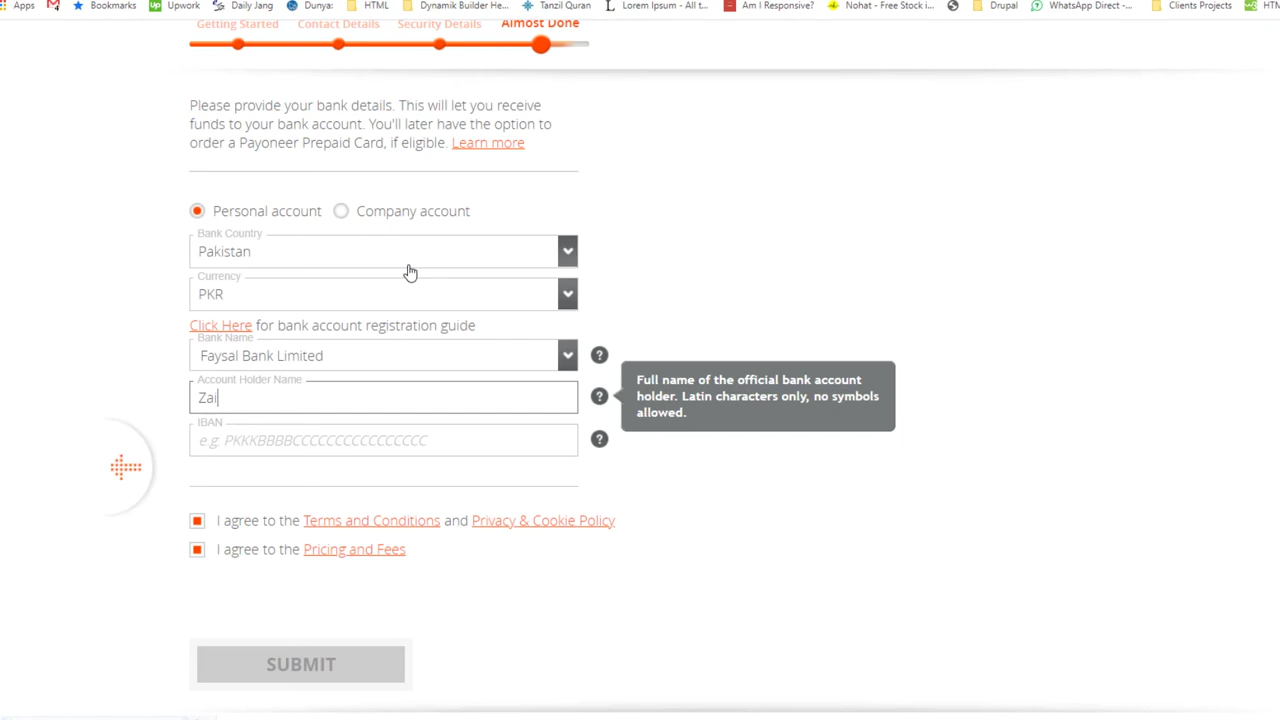 Apps Bookmarks Upwork Daily Jang Dunya: HTML Dynamik Builder He... Tanzil Quran Lorem Ipsum - All t... Am I Responsive? Nohat - Free Stock i... Drupal WhatsApp Direct -... Clients Projects HTM
Getting Started Contact Details Security Details Almost Done
Please provide your bank details. This will let you receive
funds to your bank account. You'll later have the option to
order a Payoneer Prepaid Card, if eligible. Learn more
Personal account Company account
Bank Country
Pakistan
Currency
PKR
Click Here for bank account registration guide
Bank Name
Faysal Bank Limited ?
Account Holder Name
Zai ?
Full name of the official bank account
holder. Latin characters only, no symbols
allowed.
IBAN
e.g. PKKKBBBBCCCCCCCCCCCCCCCC ?
I agree to the Terms and Conditions and Privacy & Cookie Policy
I agree to the Pricing and Fees
SUBMIT